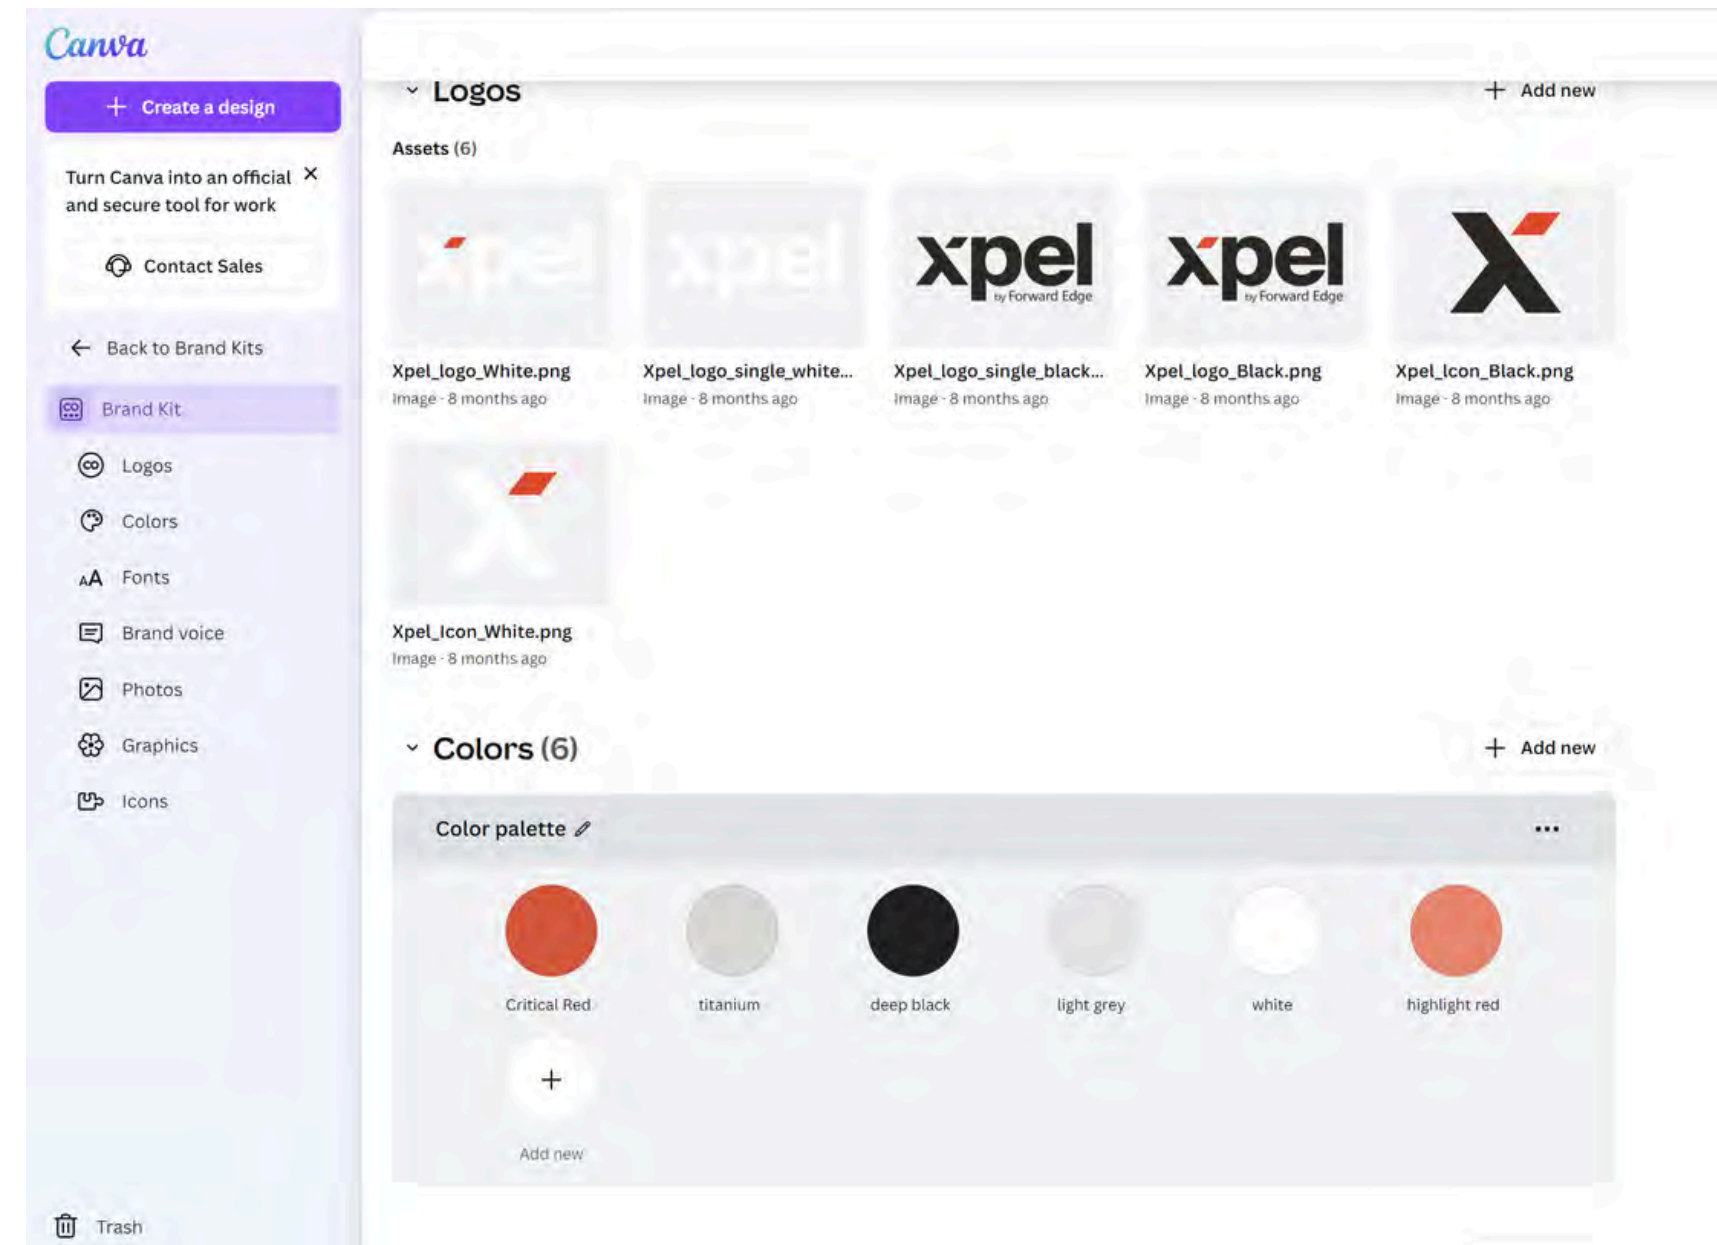 Canva
Create a design
Turn Canva into an official
and secure tool for work
Contact Sales
Back to Brand Kits
Brand Kit
Logos
Colors
Fonts
Brand voice
Photos
Graphics
Icons
Trash
Logos
Add new
Assets (6)
xpel
xpel
xpel
by Forward Edge
xpel
by Forward Edge
X
Xpel_logo_White.png
Image · 8 months ago
Xpel_logo_single_white...
Image · 8 months ago
Xpel_logo_single_black...
Image · 8 months ago
Xpel_logo_Black.png
Image · 8 months ago
Xpel_Icon_Black.png
Image · 8 months ago
X
Xpel_Icon_White.png
Image · 8 months ago
Colors (6)
Add new
Color palette
Critical Red
titanium
deep black
light grey
white
highlight red
Add new